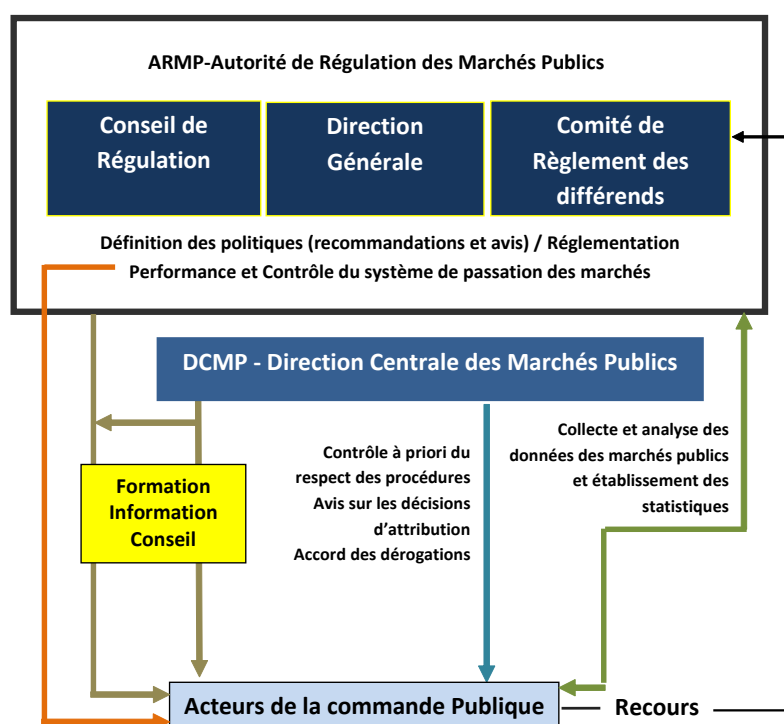 ARMP-Autorité de Régulation des Marchés Publics
Conseil de
Régulation
Direction
Générale
Comité de
Règlement des
différends
Définition des politiques (recommandations et avis) / Réglementation
Performance et Contrôle du système de passation des marchés
DCMP - Direction Centrale des Marchés Publics
Formation
Information
Conseil
Contrôle à priori du
respect des procédures
Avis sur les décisions
d’attribution
Accord des dérogations
Collecte et analyse des
données des marchés publics
et établissement des
statistiques
Acteurs de la commande Publique
Recours